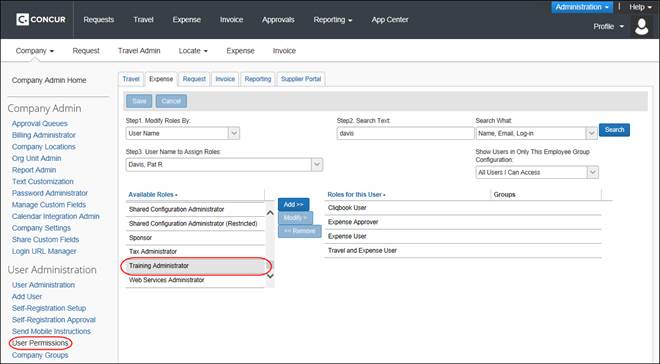 Administration | Help
C. CONCUR Requests Travel Expense Invoice Approvals Reporting App Center
Profile
Company Request Travel Admin Locate Expense Invoice
Company Admin Home
Company Admin
Approval Queues
Billing Administrator
Company Locations
Org Unit Admin
Report Admin
Text Customization
Password Administrator
Manage Custom Fields
Calendar Integration Admin
Company Settings
Share Custom Fields
Login URL Manager
User Administration
User Administration
Add User
Self-Registration Setup
Self-Registration Approval
Send Mobile Instructions
User Permissions
Company Groups
Travel Expense Request Invoice Reporting Supplier Portal
Save Cancel
Step1. Modify Roles By: Step2. Search Text: Search What:
User Name davis Name, Email, Log-in Search
Step3. User Name to Assign Roles: Show Users in Only This Employee Group
Configuration:
Davis, Pat R All Users I Can Access
Available Roles Add >> Roles for this User Groups
Shared Configuration Administrator Modify > Cliqbook User
Shared Configuration Administrator (Restricted) << Remove Expense Approver
Sponsor Expense User
Tax Administrator Travel and Expense User
Training Administrator
Web Services Administrator